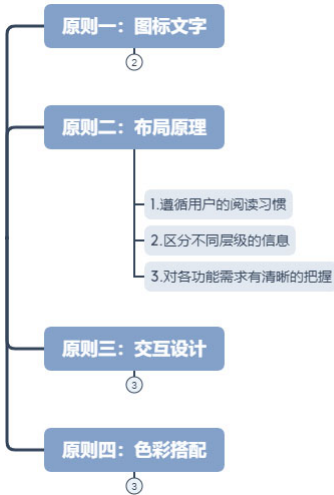 原则一：图标文字
2
原则二：布局原理
1.遵循用户的阅读习惯
2.区分不同层级的信息
3.对各功能需求有清晰的把握
原则三：交互设计
3
原则四：色彩搭配
3